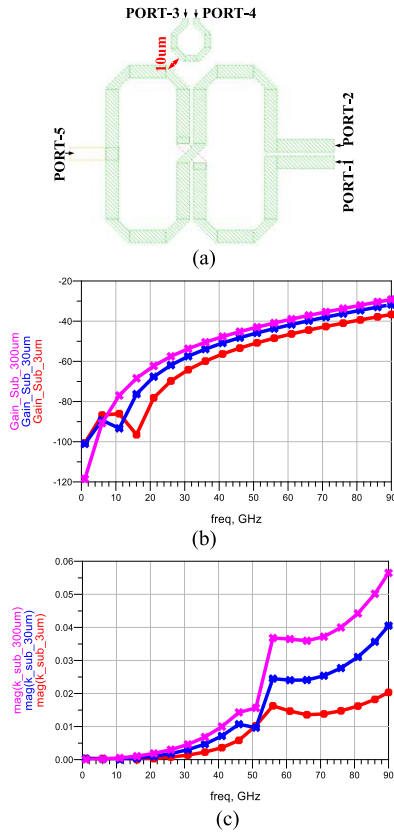 PORT-3 PORT-4
10um
PORT-2
PORT-5
PORT-1
(a)
Gain_Sub_300um
Gain_Sub_30um
Gain_Sub_3um
-20
-40
-60
-80
-100
-120
0 10 20 30 40 50 60 70 80 90
freq, GHz
(b)
mag(k_sub_300um)
mag(k_sub_30um)
mag(k_sub_3um)
0.06
0.05
0.04
0.03
0.02
0.01
0.00
0 10 20 30 40 50 60 70 80 90
freq, GHz
(c)